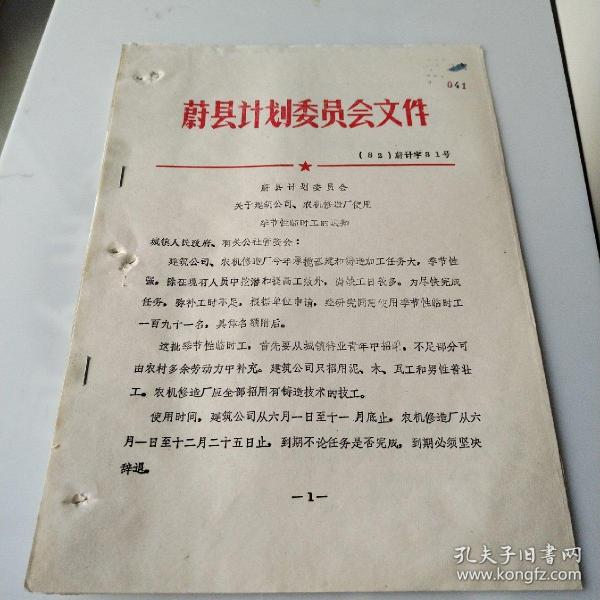 041
蔚县计划委员会文件
(82)蔚计字31号
蔚县计划委员会
关于建筑公司、农机修造厂使用
季节性临时工的通知
城镇人民政府、有关公社管委会：
建筑公司、农机修造厂今年承揽基建和铸造加工任务大，季节性
强，除在现有人员中挖潜和提高工效外，尚缺工日较多。为尽快完成
任务，弥补工时不足，根据单位申请，经研究同意使用季节性临时工
一百九十一名，具体名额附后。
这批季节性临时工，首先要从城镇待业青年中招用，不足部分可
由农村多余劳动力中补充。建筑公司只招用泥、木、瓦工和男性普壮
工。农机修造厂应全部招用有铸造技术的技工。
使用时间，建筑公司从六月一日至十一月底止，农机修造厂从六
月一日至十二月二十五日止，到期不论任务是否完成，到期必须坚决
辞退。
—1—
孔夫子旧书网
www.kongfz.com